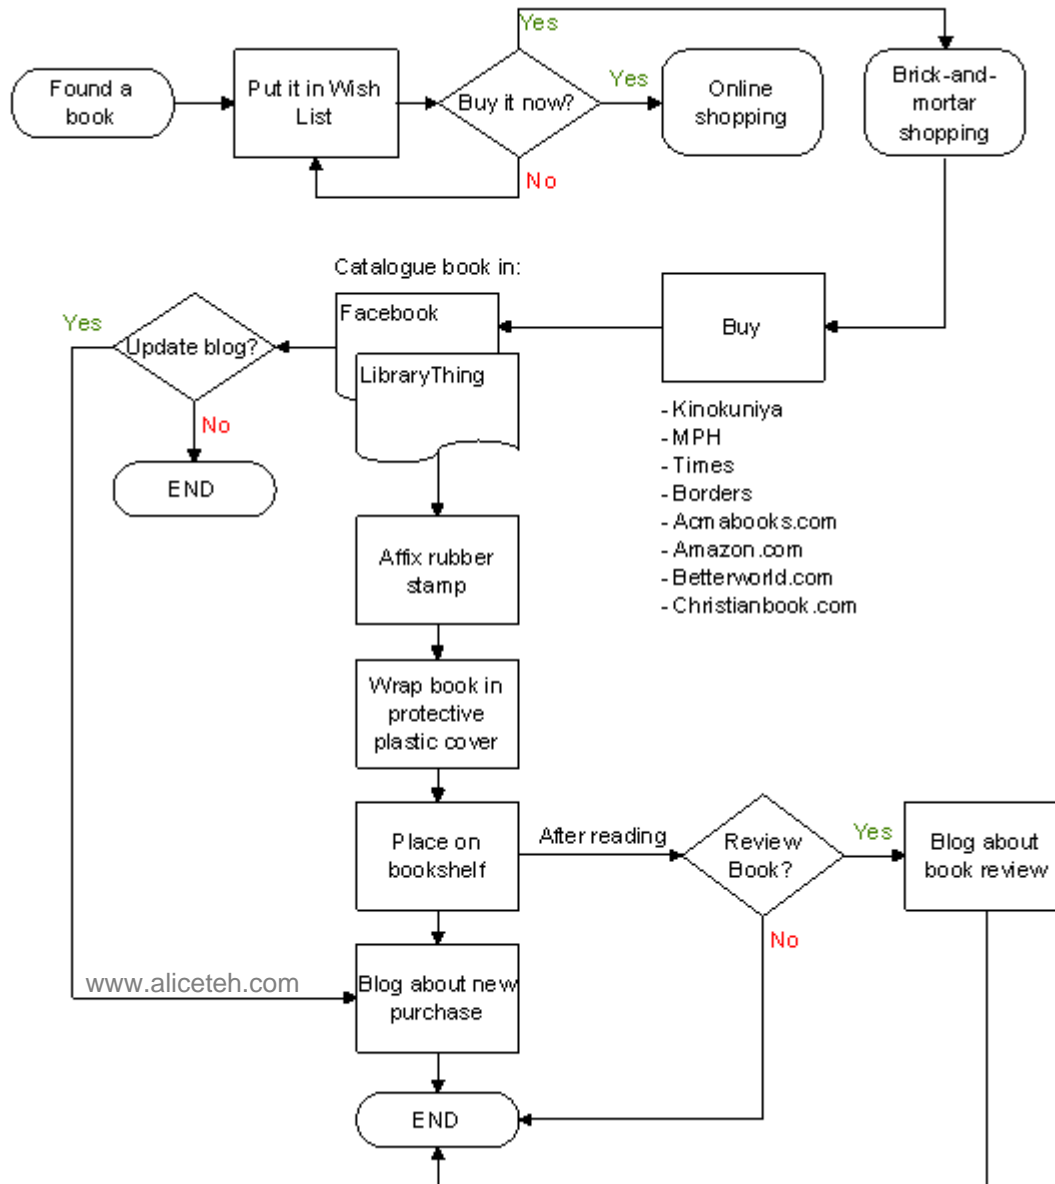 Found a
book
Put it in Wish
List
Buy it now?
Yes
Yes
No
Online
shopping
Brick-and-
mortar
shopping
Catalogue book in:
Facebook
LibraryThing
Buy
- Kinokuniya
- MPH
- Times
- Borders
- Acmabooks.com
- Amazon.com
- Betterworld.com
- Christianbook.com
Yes
Update blog?
No
END
Affix rubber
stamp
Wrap book in
protective
plastic cover
Place on
bookshelf
After reading
Review
Book?
Yes
No
Blog about
book review
www.aliceteh.com
Blog about new
purchase
END